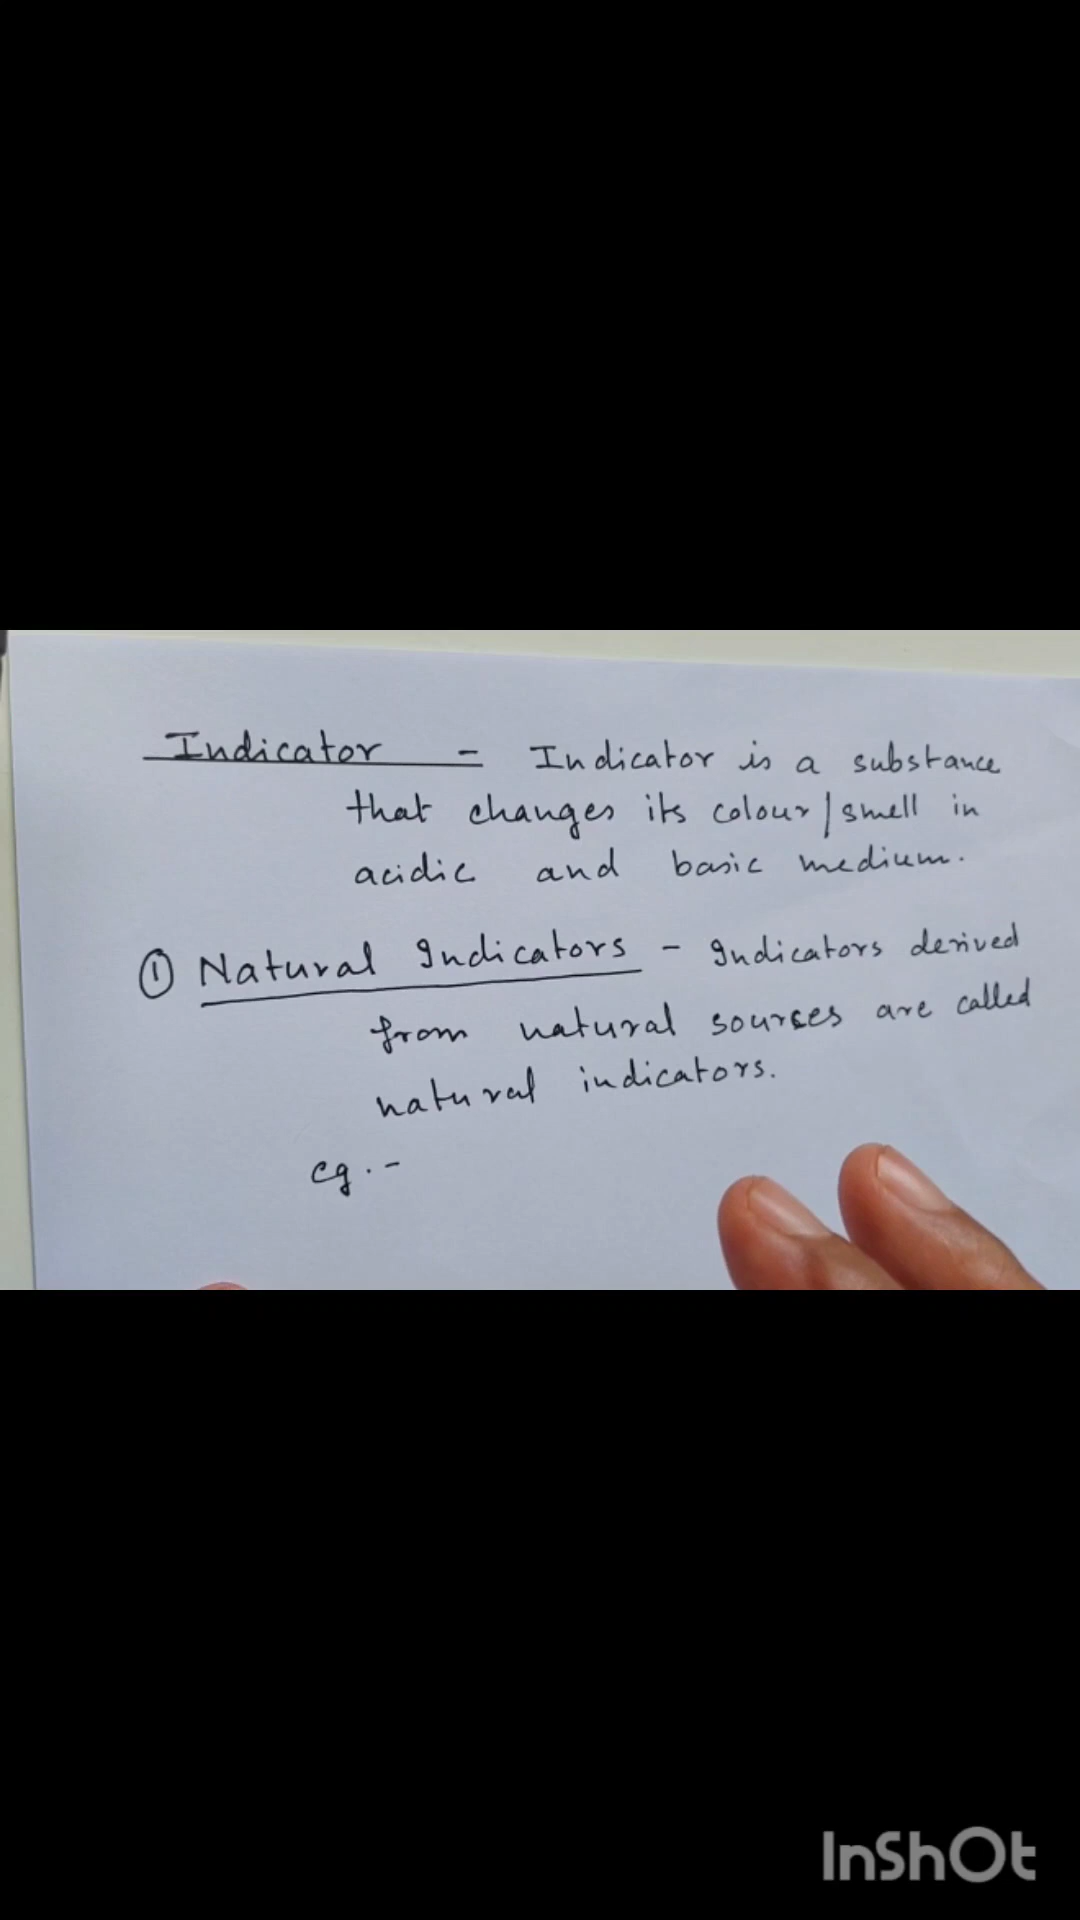 Indicator - Indicator is a substance
that changes its colour/smell in
acidic and basic medium.
① Natural Indicators - Indicators derived
from natural sources are called
natural indicators.
eg. -
InShOt